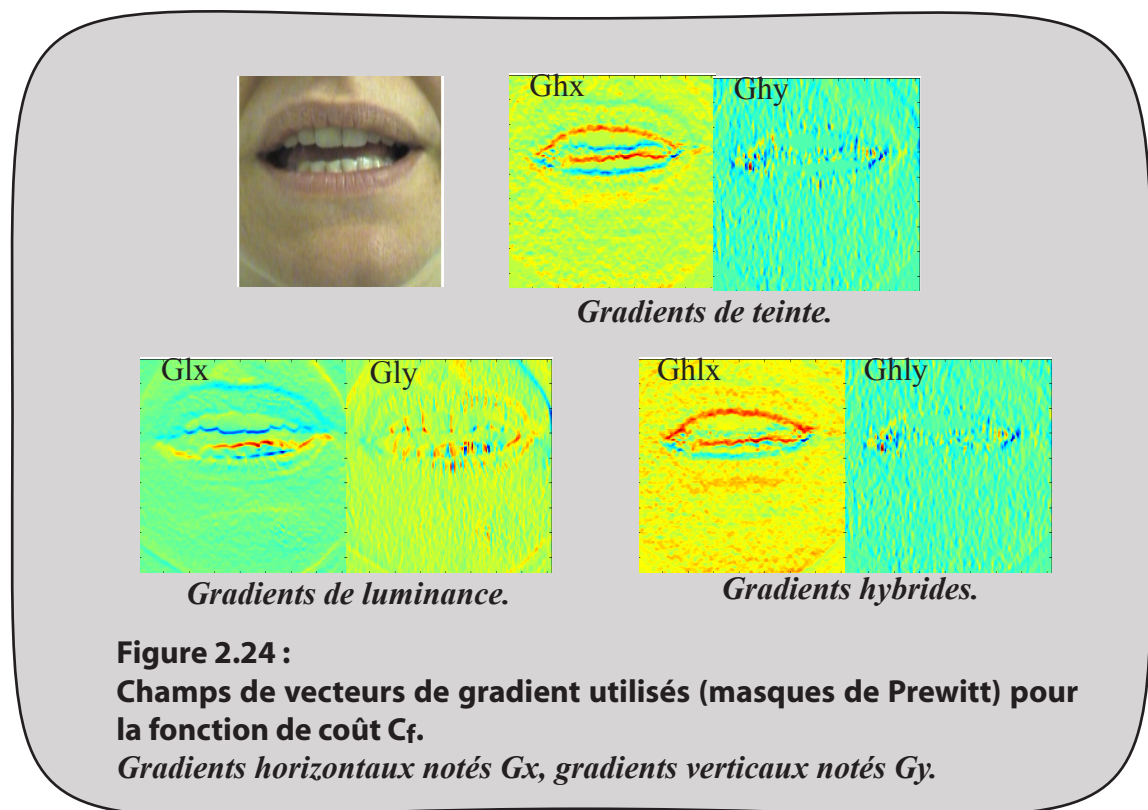 Ghx
Ghy
Gradients de teinte.
Glx
Gly
Ghlx
Ghly
Gradients de luminance.
Gradients hybrides.
Figure 2.24 :
Champs de vecteurs de gradient utilisés (masques de Prewitt) pour
la fonction de coût Cf.
Gradients horizontaux notés Gx, gradients verticaux notés Gy.